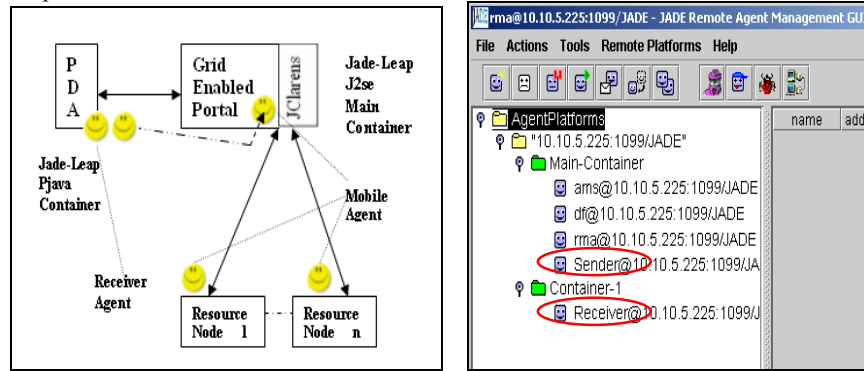 P
D
A
Grid
Enabled
Portal
JClarens
Jade-Leap
J2se
Main
Container
Jade-Leap
Pjava
Container
Mobile
Agent
Receiver
Agent
Resource
Node 1
Resource
Node n
rma@10.10.5.225:1099/JADE - JADE Remote Agent Management GUI
File Actions Tools Remote Platforms Help
AgentPlatforms
"10.10.5.225:1099/JADE"
Main-Container
ams@10.10.5.225:1099/JADE
df@10.10.5.225:1099/JADE
rma@10.10.5.225:1099/JADE
Sender@10.10.5.225:1099/JA
Container-1
Receiver@10.10.5.225:1099/J
name add